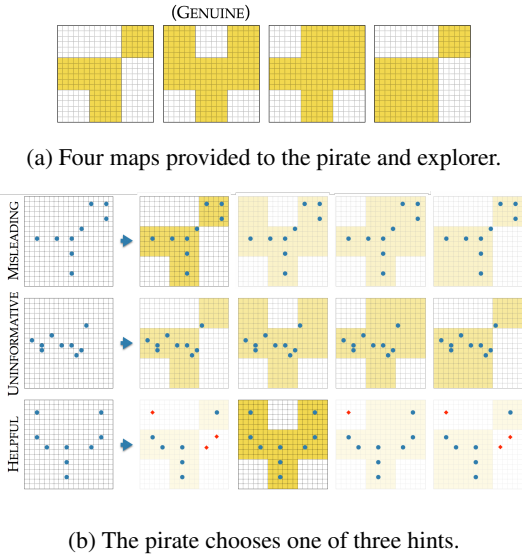 (GENUINE)
(a) Four maps provided to the pirate and explorer.
MISLEADING
UNINFORMATIVE
HELPFUL
(b) The pirate chooses one of three hints.